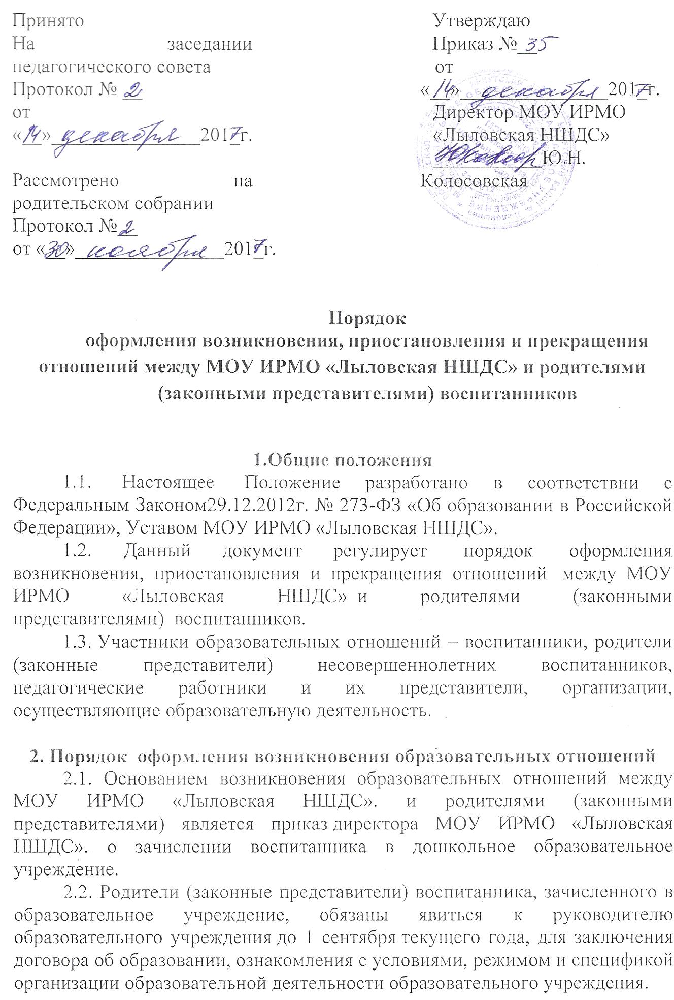 Принято
На заседании
педагогического совета
Протокол № 2
от
«14» декабря 2017г.
Рассмотрено на
родительском собрании
Протокол № 2
от «30» ноября 2017г.
Утверждаю
Приказ № 35
от
«14» декабря 2017г.
Директор МОУ ИРМО
«Лыловская НШДС»
Ю.Н.
Колосовская
Порядок
оформления возникновения, приостановления и прекращения
отношений между МОУ ИРМО «Лыловская НШДС» и родителями
(законными представителями) воспитанников
1.Общие положения
1.1. Настоящее Положение разработано в соответствии с
Федеральным Законом29.12.2012г. № 273-ФЗ «Об образовании в Российской
Федерации», Уставом МОУ ИРМО «Лыловская НШДС».
1.2. Данный документ регулирует порядок оформления
возникновения, приостановления и прекращения отношений между МОУ
ИРМО «Лыловская НШДС» и родителями (законными
представителями) воспитанников.
1.3. Участники образовательных отношений – воспитанники, родители
(законные представители) несовершеннолетних воспитанников,
педагогические работники и их представители, организации,
осуществляющие образовательную деятельность.
2. Порядок оформления возникновения образовательных отношений
2.1. Основанием возникновения образовательных отношений между
МОУ ИРМО «Лыловская НШДС». и родителями (законными
представителями) является приказ директора МОУ ИРМО «Лыловская
НШДС». о зачислении воспитанника в дошкольное образовательное
учреждение.
2.2. Родители (законные представители) воспитанника, зачисленного в
образовательное учреждение, обязаны явиться к руководителю
образовательного учреждения до 1 сентября текущего года, для заключения
договора об образовании, ознакомления с условиями, режимом и спецификой
организации образовательной деятельности образовательного учреждения.